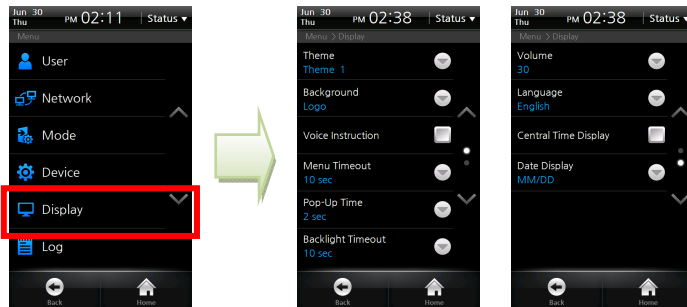 Jun 30
Thu
PM 02:11
Status
Menu
User
Network
Mode
Device
Display
Log
Back
Home
Jun 30
Thu
PM 02:38
Status
Menu > Display
Theme
Theme 1
Background
Logo
Voice Instruction
Menu Timeout
10 sec
Pop-Up Time
2 sec
Backlight Timeout
10 sec
Back
Home
Jun 30
Thu
PM 02:38
Status
Menu > Display
Volume
30
Language
English
Central Time Display
Date Display
MM/DD
Back
Home